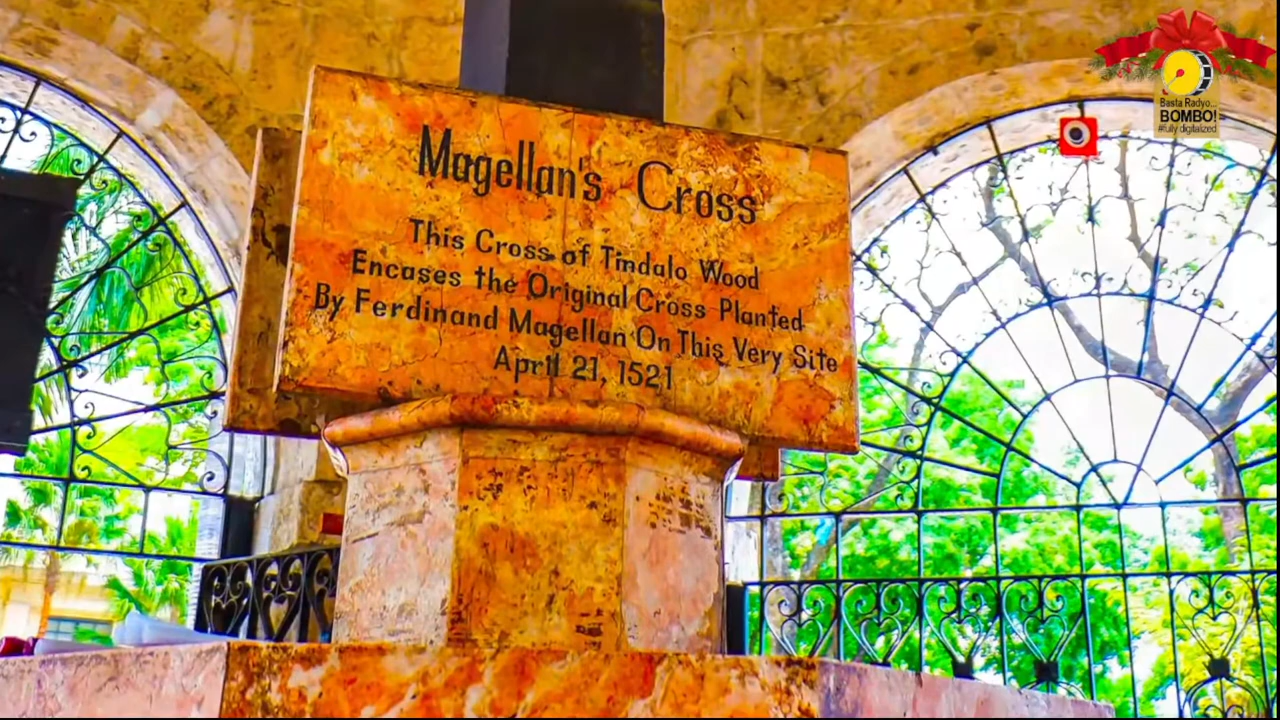 Magellan's Cross
This Cross of Tindalo Wood
Encases the Original Cross Planted
By Ferdinand Magellan On This Very Site
April 21, 1521
Basta Radyo...
BOMBO!
#fully digitalized